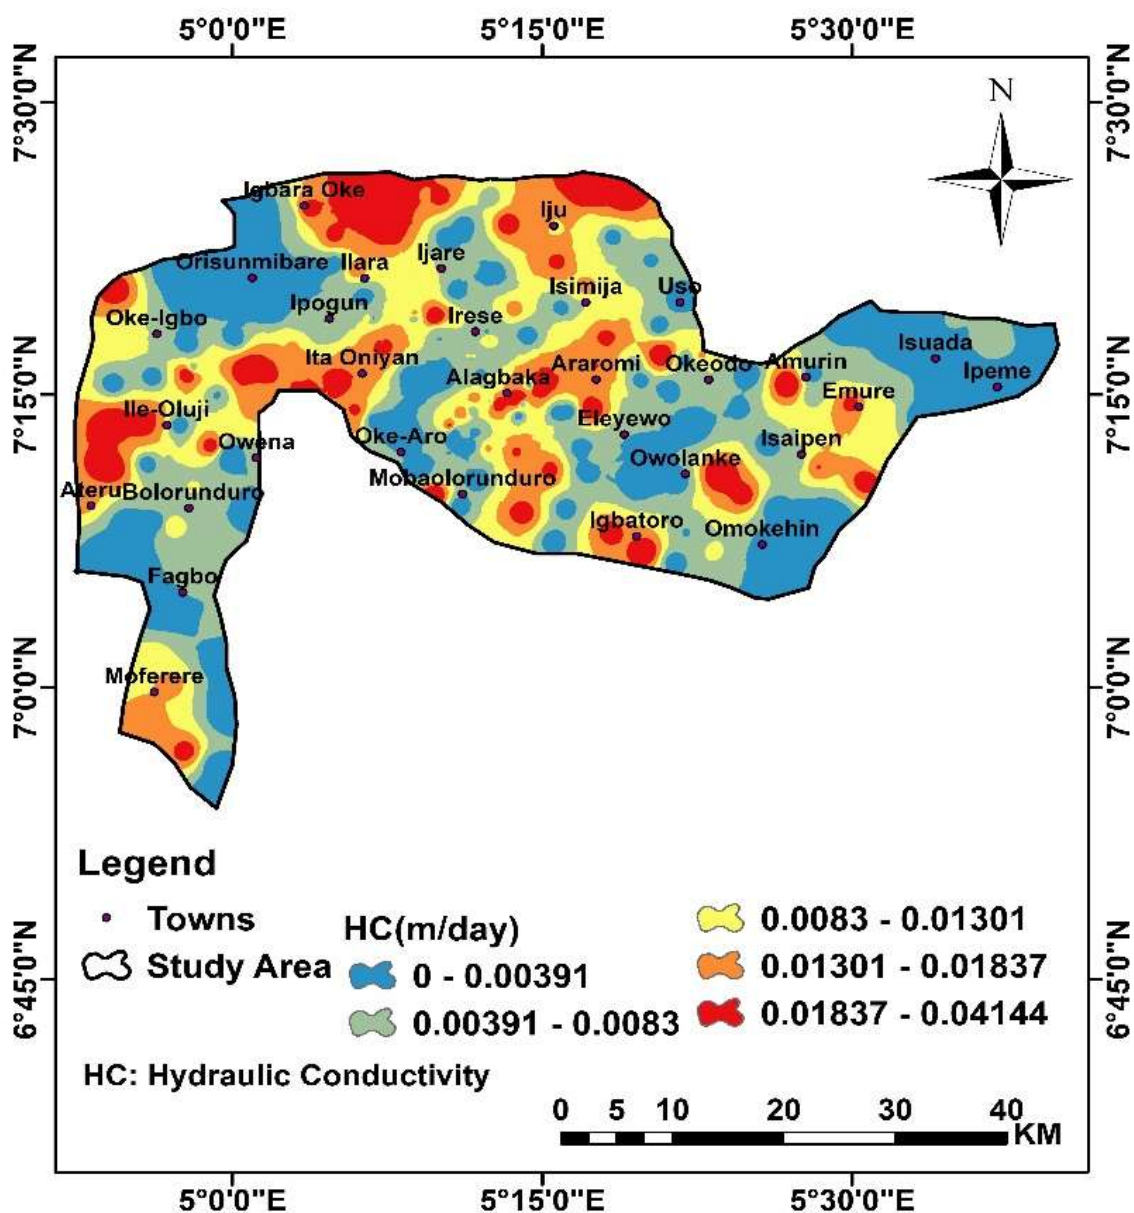 5°0'0"E 5°15'0"E 5°30'0"E
7°30'0"N
7°30'0"N
N
Igbara Oke
Iju
Ijare
Orisunmibare Ilara
Isimija Uso
Ipogun
Oke-Igbo Irese
Isuada
Ita Oniyan Araromi Okeodo Amurin
Ipeme
Alagbaka
Emure
7°15'0"N
7°15'0"N
Ile-Oluji Eleyewo
Owena Oke-Aro Isaipen
Owolanke
Mobaolorunduro
Ateru Bolorunduro
Igbatoro Omokehin
Fagbo
Moferere
7°0'0"N
7°0'0"N
Legend
Towns
Study Area
HC(m/day)
0 - 0.00391
0.00391 - 0.0083
0.0083 - 0.01301
0.01301 - 0.01837
0.01837 - 0.04144
6°45'0"N
6°45'0"N
HC: Hydraulic Conductivity
0 5 10 20 30 40
KM
5°0'0"E 5°15'0"E 5°30'0"E